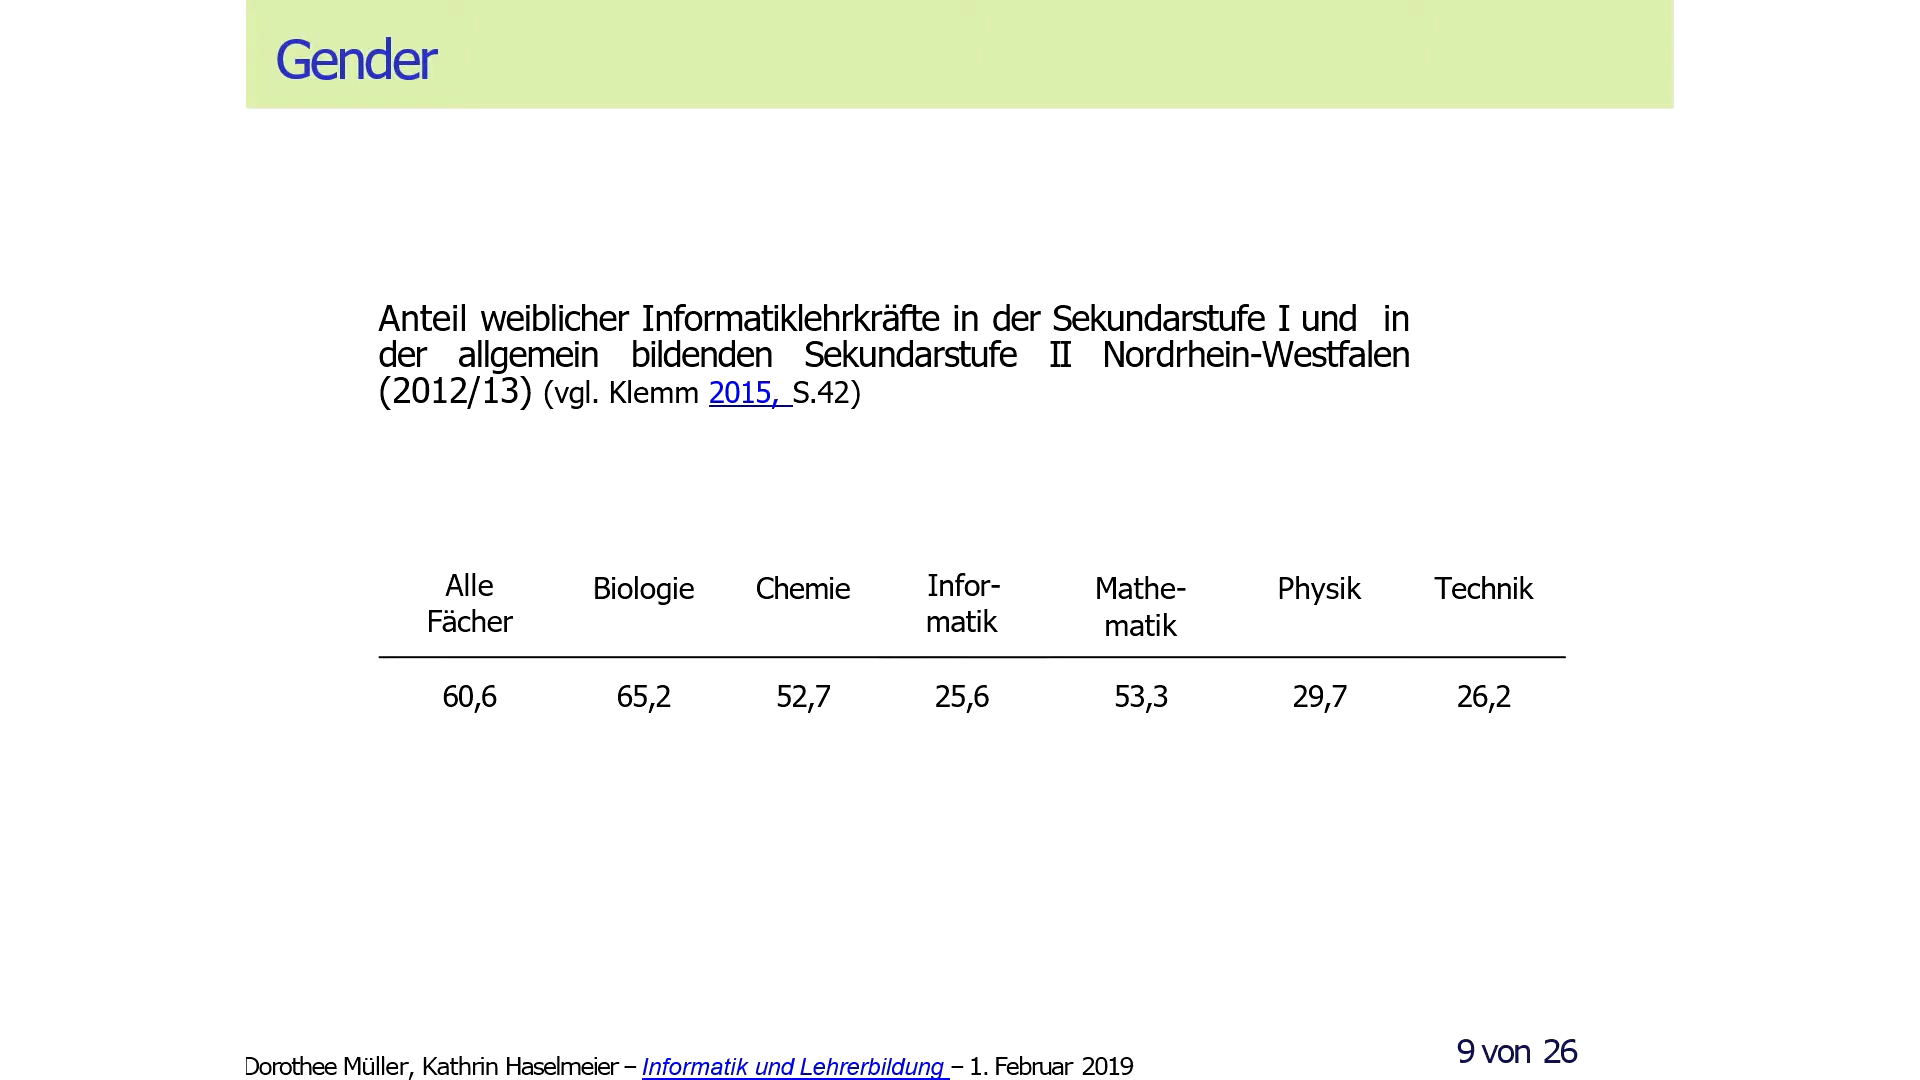 Gender
Anteil weiblicher Informatiklehrkräfte in der Sekundarstufe I und in
der allgemein bildenden Sekundarstufe II Nordrhein-Westfalen
(2012/13) (vgl. Klemm 2015, S.42)
Alle Fächer Biologie Chemie Infor-matik Mathe-matik Physik Technik
60,6 65,2 52,7 25,6 53,3 29,7 26,2
Dorothee Müller, Kathrin Haselmeier – Informatik und Lehrerbildung – 1. Februar 2019
9 von 26